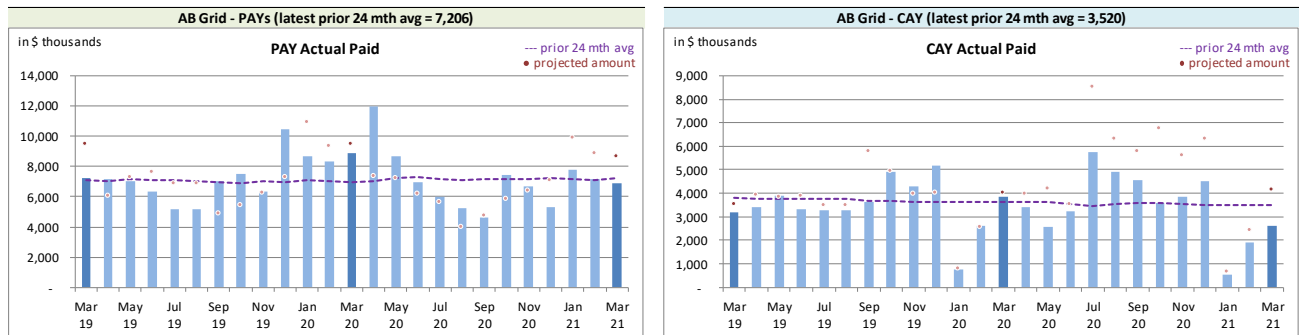 AB Grid - PAYs (latest prior 24 mth avg = 7,206)
in $ thousands
PAY Actual Paid
--- prior 24 mth avg
• projected amount
14,000
12,000
10,000
8,000
6,000
4,000
2,000
-
Mar May Jul Sep Nov Jan Mar May Jul Sep Nov Jan Mar
19 19 19 19 19 20 20 20 20 20 20 21 21
AB Grid - CAY (latest prior 24 mth avg = 3,520)
in $ thousands
CAY Actual Paid
--- prior 24 mth avg
• projected amount
9,000
8,000
7,000
6,000
5,000
4,000
3,000
2,000
1,000
-
Mar May Jul Sep Nov Jan Mar May Jul Sep Nov Jan Mar
19 19 19 19 19 20 20 20 20 20 20 21 21